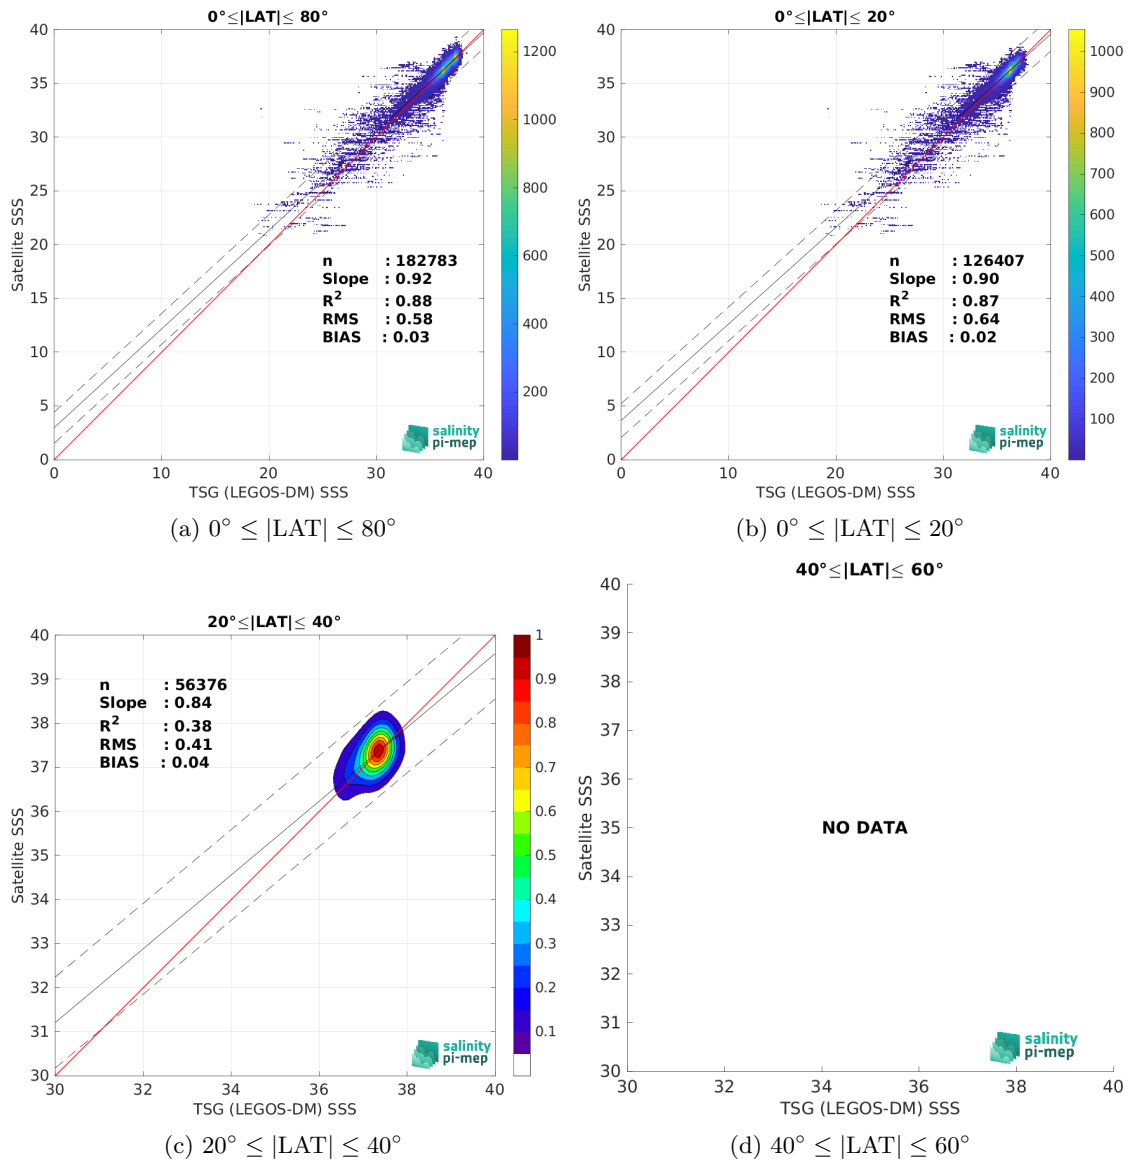 0°≤|LAT|≤ 80°
Satellite SSS
40
35
30
25
20
15
10
5
0
n : 182783
Slope : 0.92
R² : 0.88
RMS : 0.58
BIAS : 0.03
salinity
pi-mep
0 10 20 30 40
TSG (LEGOS-DM) SSS
1200
1000
800
600
400
200
(a) 0° ≤ |LAT| ≤ 80°
0°≤|LAT|≤ 20°
Satellite SSS
40
35
30
25
20
15
10
5
0
n : 126407
Slope : 0.90
R² : 0.87
RMS : 0.64
BIAS : 0.02
salinity
pi-mep
0 10 20 30 40
TSG (LEGOS-DM) SSS
1000
900
800
700
600
500
400
300
200
100
(b) 0° ≤ |LAT| ≤ 20°
20°≤|LAT|≤ 40°
Satellite SSS
40
39
38
37
36
35
34
33
32
31
30
n : 56376
Slope : 0.84
R² : 0.38
RMS : 0.41
BIAS : 0.04
salinity
pi-mep
30 32 34 36 38 40
TSG (LEGOS-DM) SSS
1
0.9
0.8
0.7
0.6
0.5
0.4
0.3
0.2
0.1
(c) 20° ≤ |LAT| ≤ 40°
40°≤|LAT|≤ 60°
Satellite SSS
40
39
38
37
36
35
34
33
32
31
30
NO DATA
salinity
pi-mep
30 32 34 36 38 40
TSG (LEGOS-DM) SSS
(d) 40° ≤ |LAT| ≤ 60°